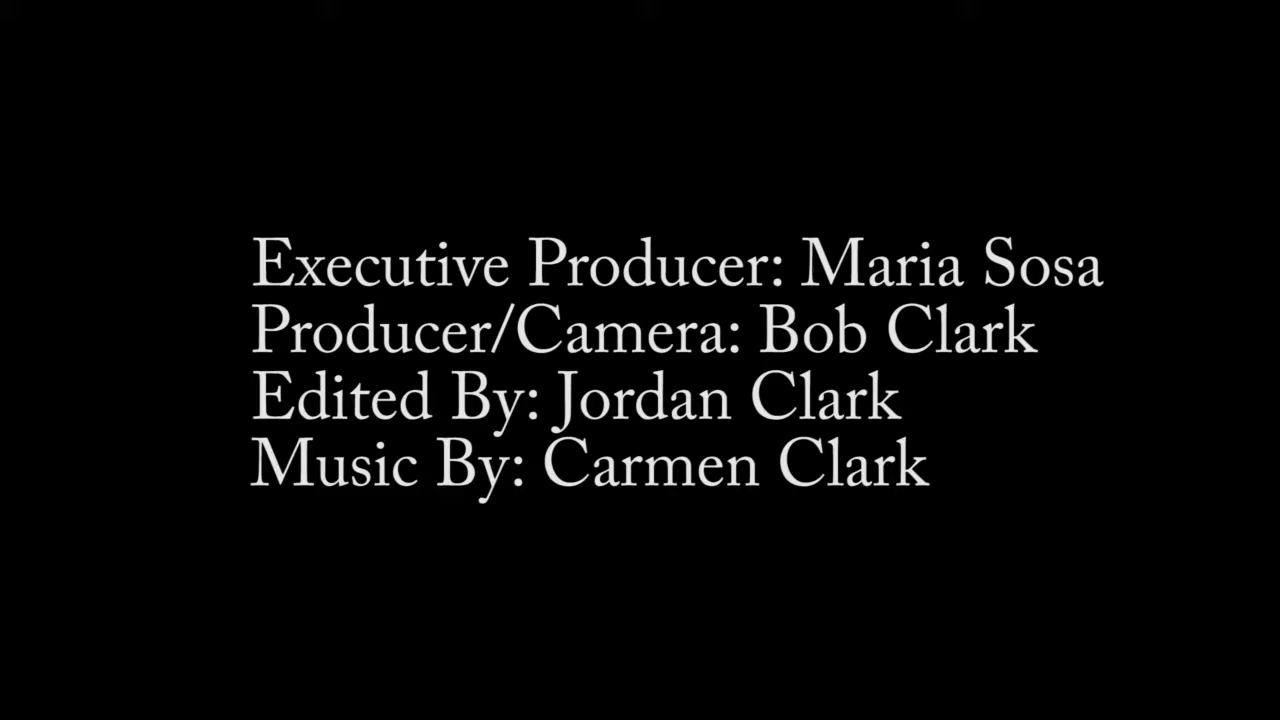 Executive Producer: Maria Sosa
Producer/Camera: Bob Clark
Edited By: Jordan Clark
Music By: Carmen Clark